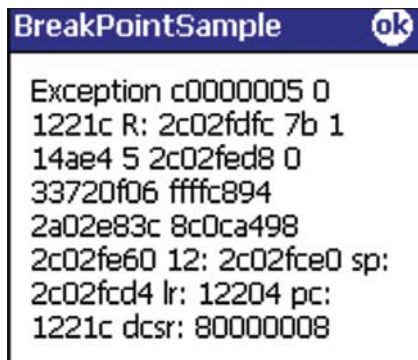 BreakPointSample ok
Exception c0000005 0
1221c R: 2c02fdfc 7b 1
14ae4 5 2c02fed8 0
33720f06 ffffc894
2a02e83c 8c0ca498
2c02fe60 12: 2c02fce0 sp:
2c02fcd4 lr: 12204 pc:
1221c dcsr: 80000008